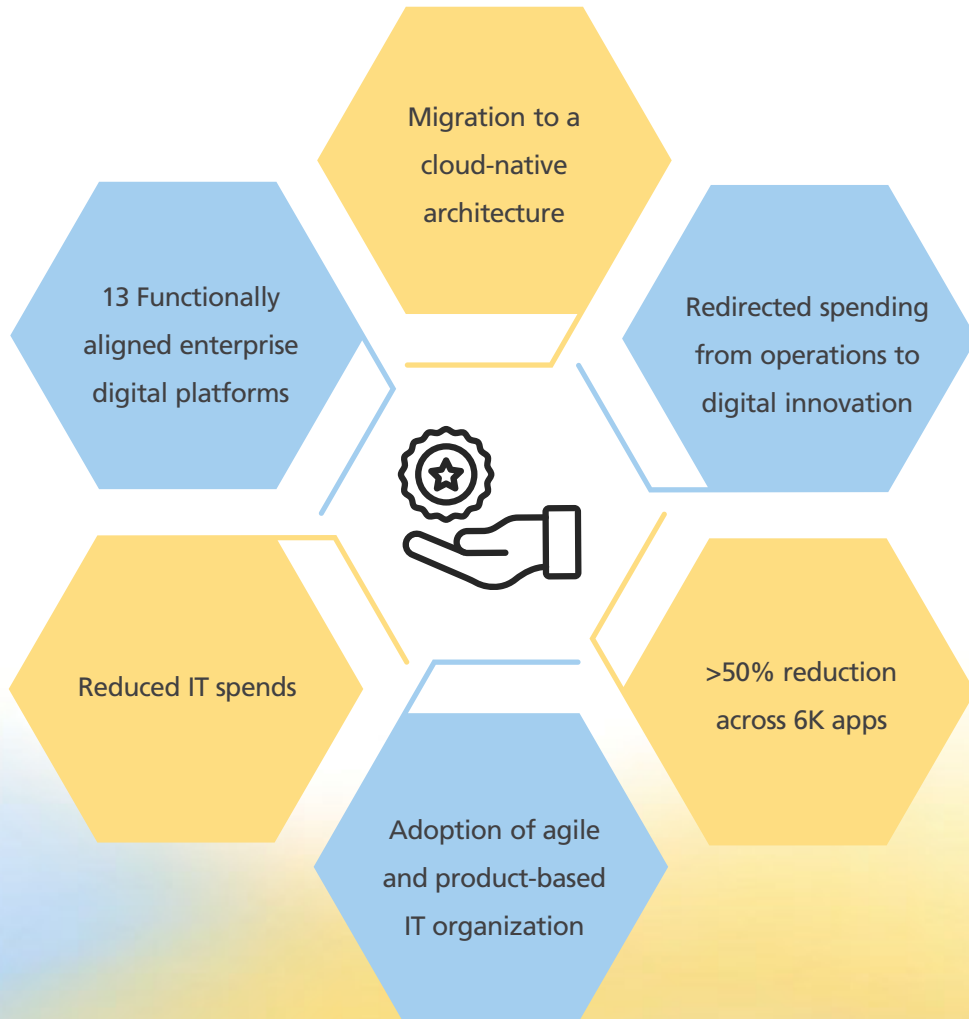 Migration to a
cloud-native
architecture
13 Functionally
aligned enterprise
digital platforms
Redirected spending
from operations to
digital innovation
Reduced IT spends
>50% reduction
across 6K apps
Adoption of agile
and product-based
IT organization